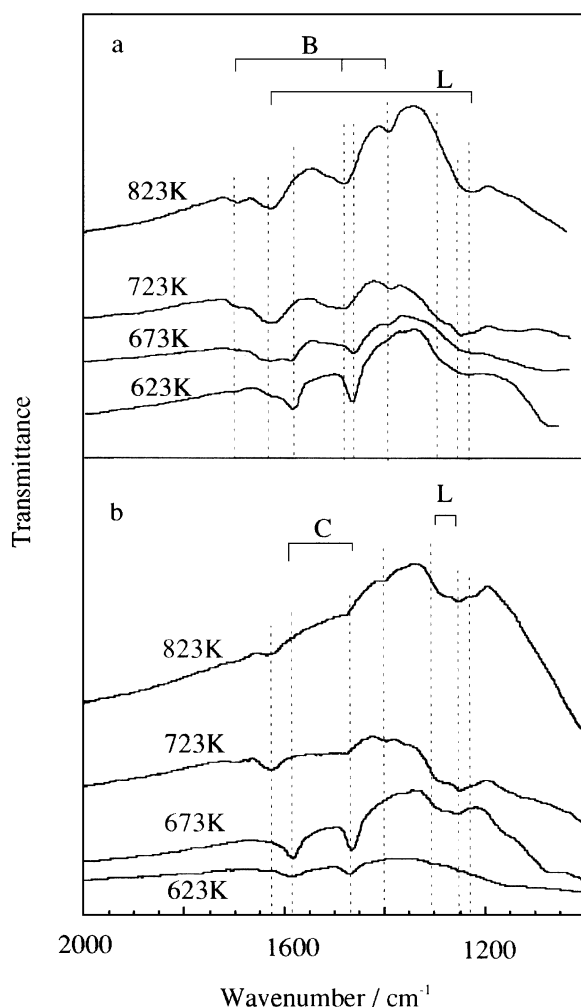 a
B
L
823K
723K
673K
623K
Transmittance
b
C
L
823K
723K
673K
623K
2000 1600 1200
Wavenumber / cm⁻¹